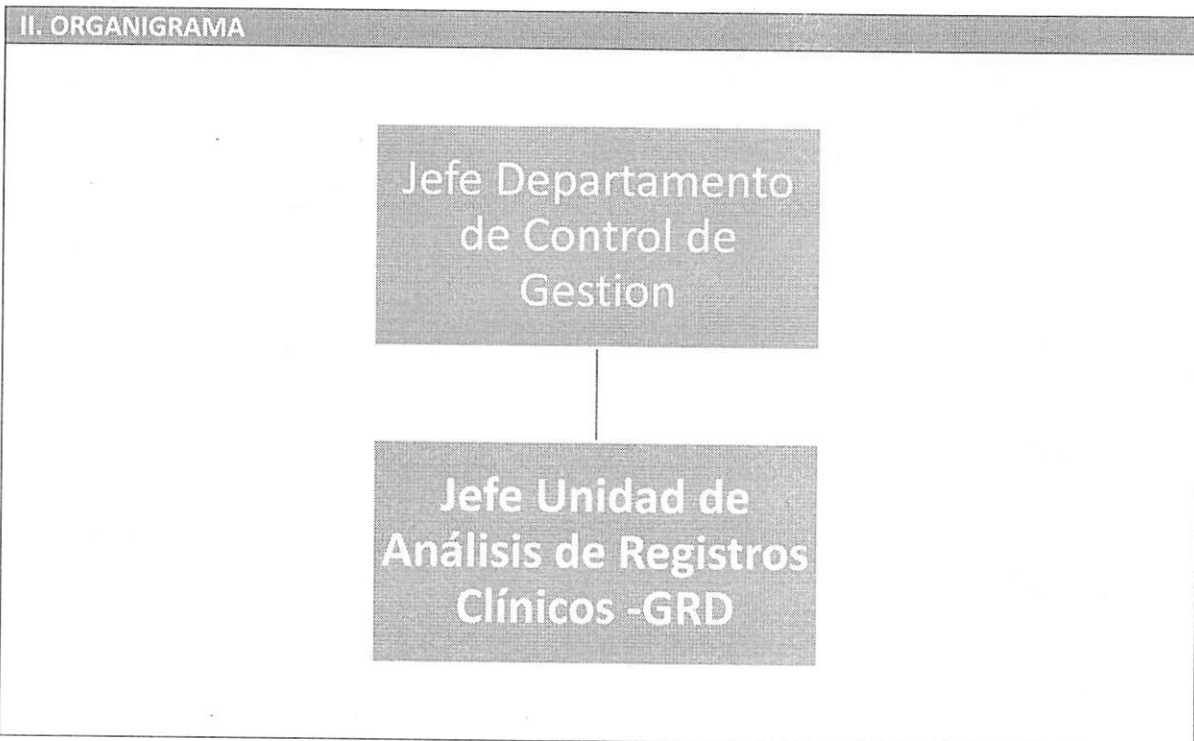 II. ORGANIGRAMA
Jefe Departamento
de Control de
Gestion
Jefe Unidad de
Análisis de Registros
Clínicos -GRD